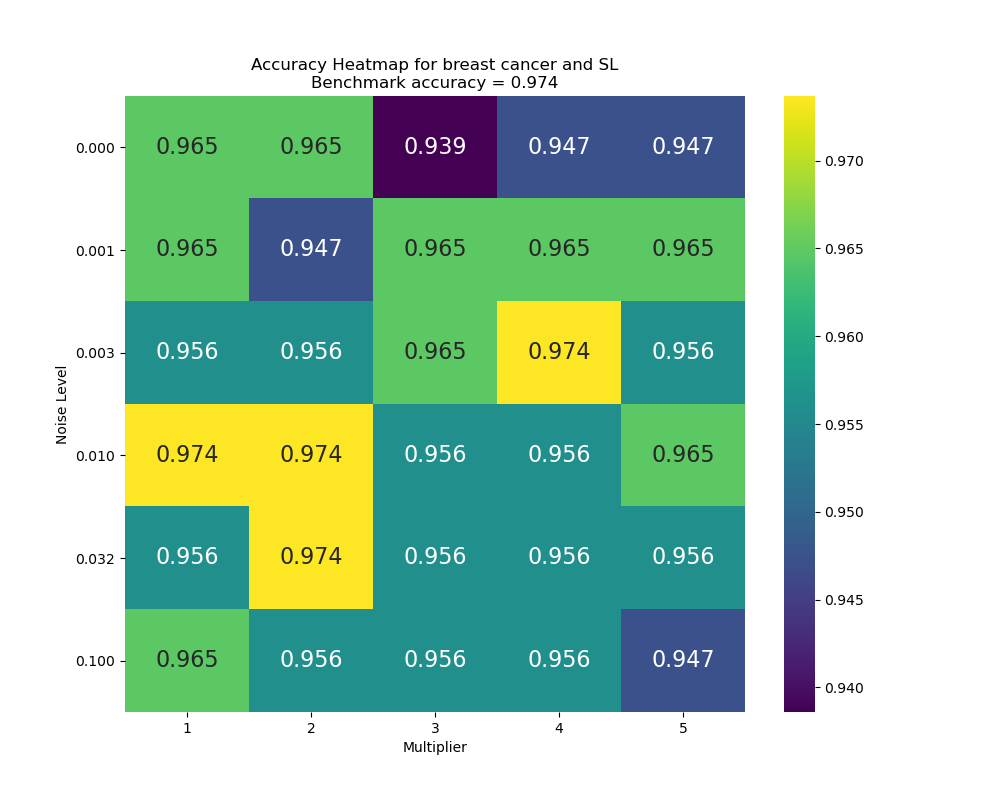 Accuracy Heatmap for breast cancer and SL
Benchmark accuracy = 0.974
0.000 0.965 0.965 0.939 0.947 0.947
0.001 0.965 0.947 0.965 0.965 0.965
0.003 0.956 0.956 0.965 0.974 0.956
0.010 0.974 0.974 0.956 0.956 0.965
0.032 0.956 0.974 0.956 0.956 0.956
0.100 0.965 0.956 0.956 0.956 0.947
Noise Level
1 2 3 4 5
Multiplier
0.970
0.965
0.960
0.955
0.950
0.945
0.940